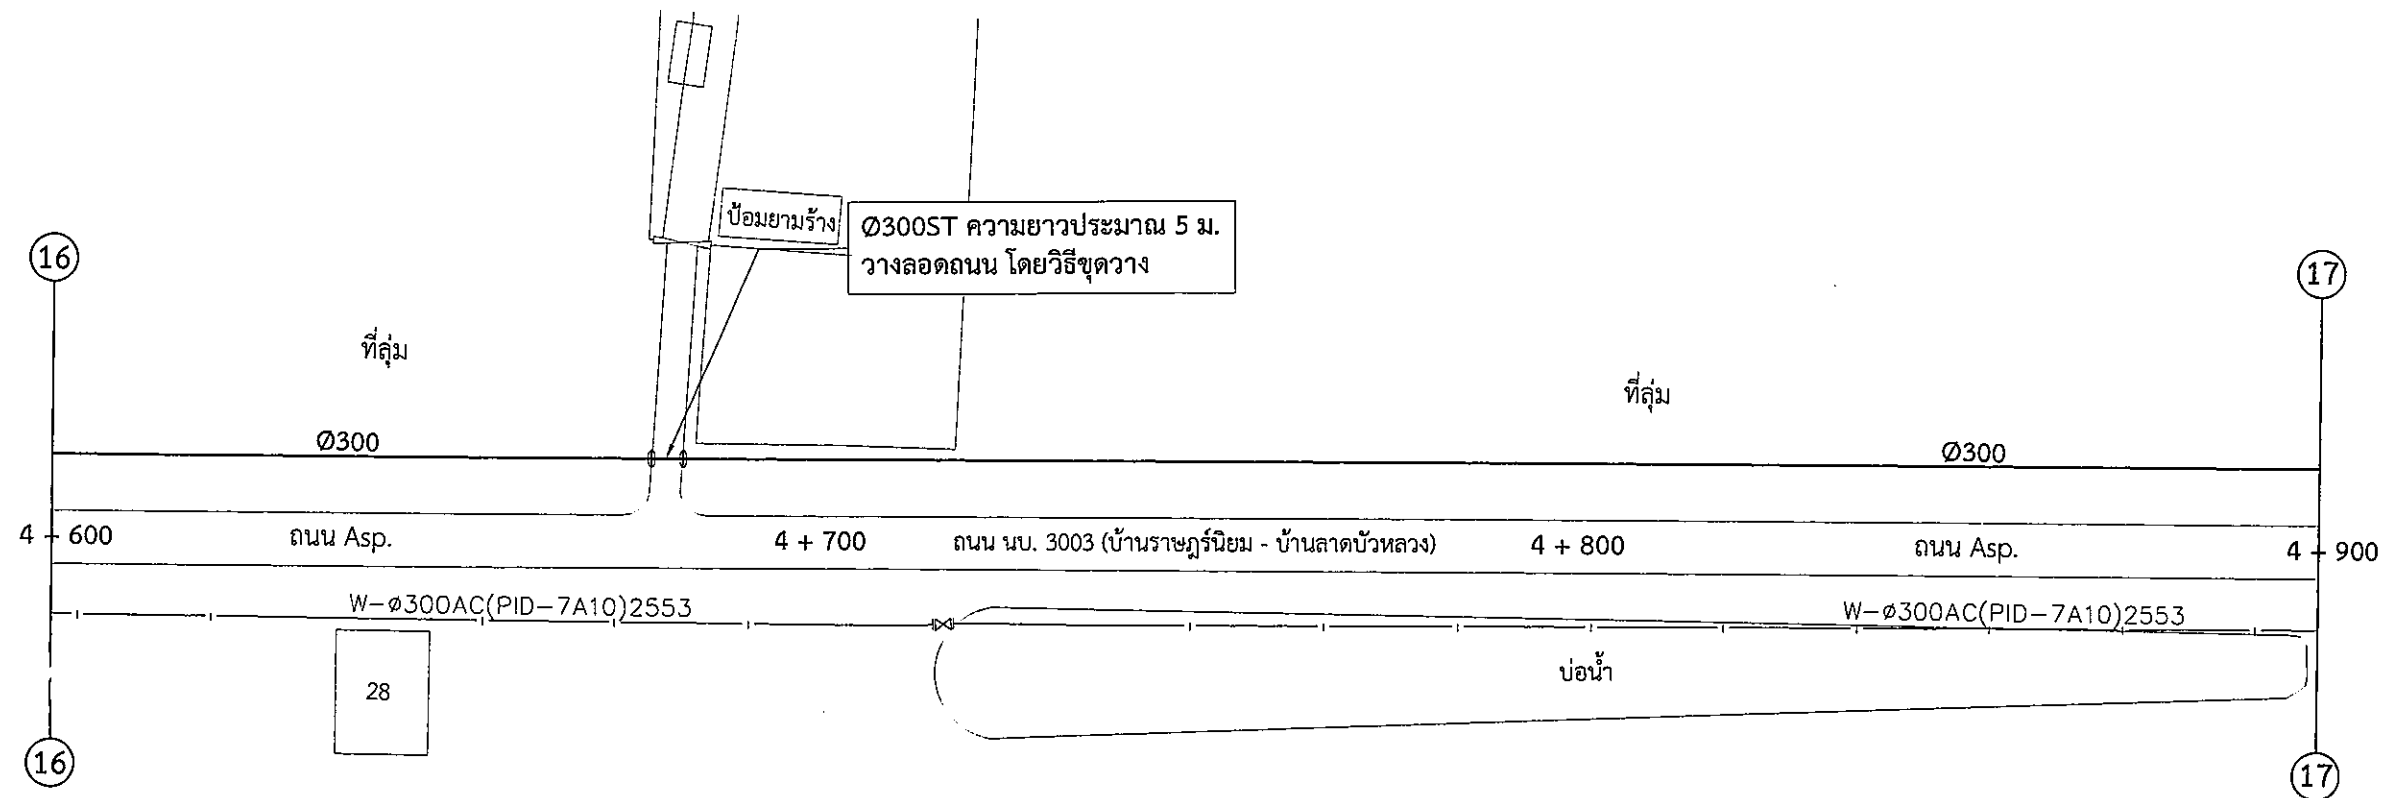 ป้อมยามร้าง
Ø300ST ความยาวประมาณ 5 ม.
วางลอดถนน โดยวิธีขุดวาง
16
17
ที่ลุ่ม
ที่ลุ่ม
Ø300
Ø300
4 + 600
ถนน Asp.
4 + 700
ถนน นบ. 3003 (บ้านราษฎร์นิยม - บ้านลาดบัวหลวง)
4 + 800
ถนน Asp.
4 + 900
W-ø300AC(PID-7A10)2553
W-ø300AC(PID-7A10)2553
28
บ่อน้ำ
16
17